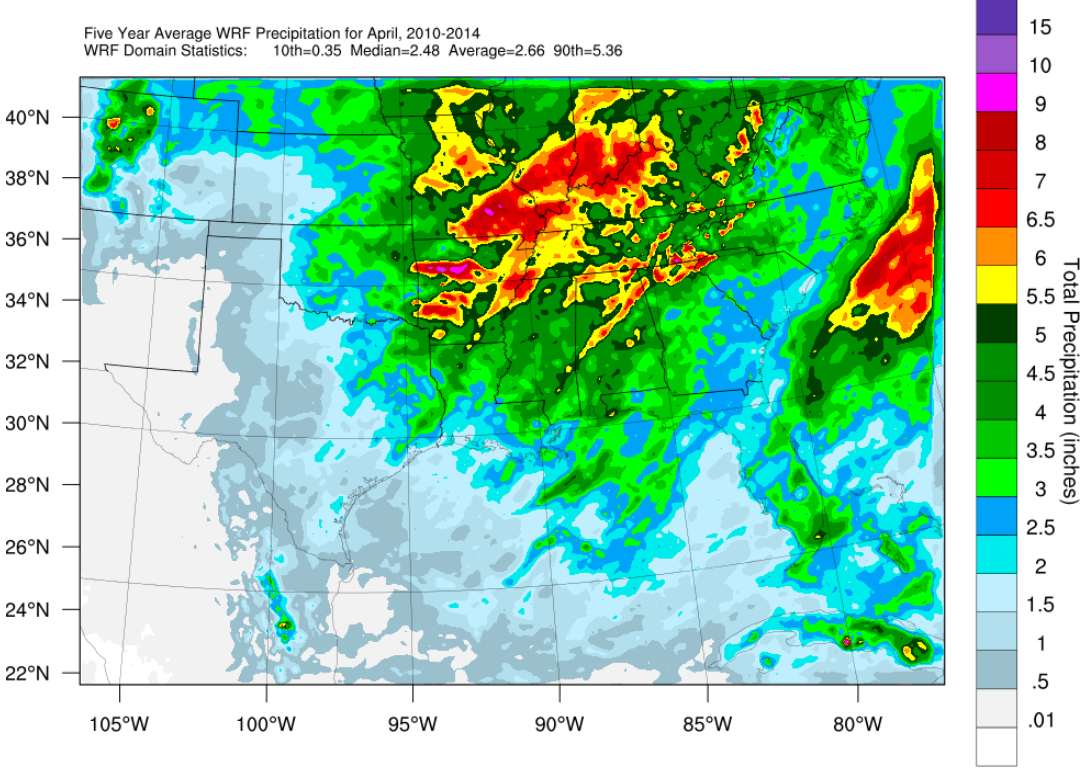 Five Year Average WRF Precipitation for April, 2010-2014
WRF Domain Statistics: 10th=0.35 Median=2.48 Average=2.66 90th=5.36
40°N
38°N
36°N
34°N
32°N
30°N
28°N
26°N
24°N
22°N
105°W
100°W
95°W
90°W
85°W
80°W
15
10
9
8
7
6.5
6
5.5
5
4.5
4
3.5
3
2.5
2
1.5
1
.5
.01
Total Precipitation (inches)